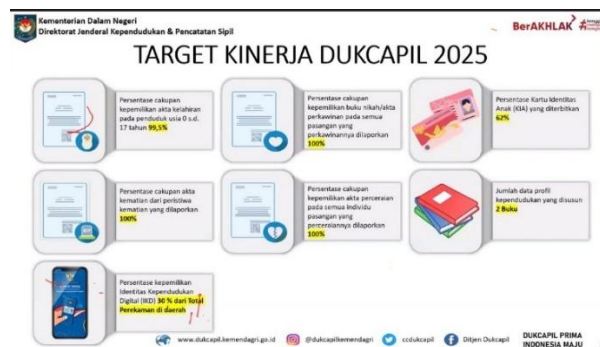 Kementerian Dalam Negeri
Direktorat Jenderal Kependudukan & Pencatatan Sipil
BerAKHLAK
TARGET KINERJA DUKCAPIL 2025
Persentase cakupan
kepemilikan akta kelahiran
pada penduduk usia 0 s.d.
17 tahun 99,5%
Persentase cakupan
kepemilikan buku nikah/akta
perkawinan pada semua
pasangan yang
perkawinannya dilaporkan
100%
Persentase Kartu Identitas
Anak (KIA) yang diterbitkan
62%
Persentase cakupan akta
kematian dari peristiwa
kematian yang dilaporkan
100%
Persentase cakupan
kepemilikan akta perceraian
pada semua individu
pasangan yang
perceraiannya dilaporkan
100%
Jumlah data profil
kependudukan yang disusun
2 Buku
Persentase kepemilikan
Identitas Kependudukan
Digital (IKD) 30 % dari Total
Perekaman di daerah
www.dukcapil.kemendagri.go.id
@dukcapilkemendagri
ccdukcapil
Ditjen Dukcapil
DUKCAPIL PRIMA
INDONESIA MAJU